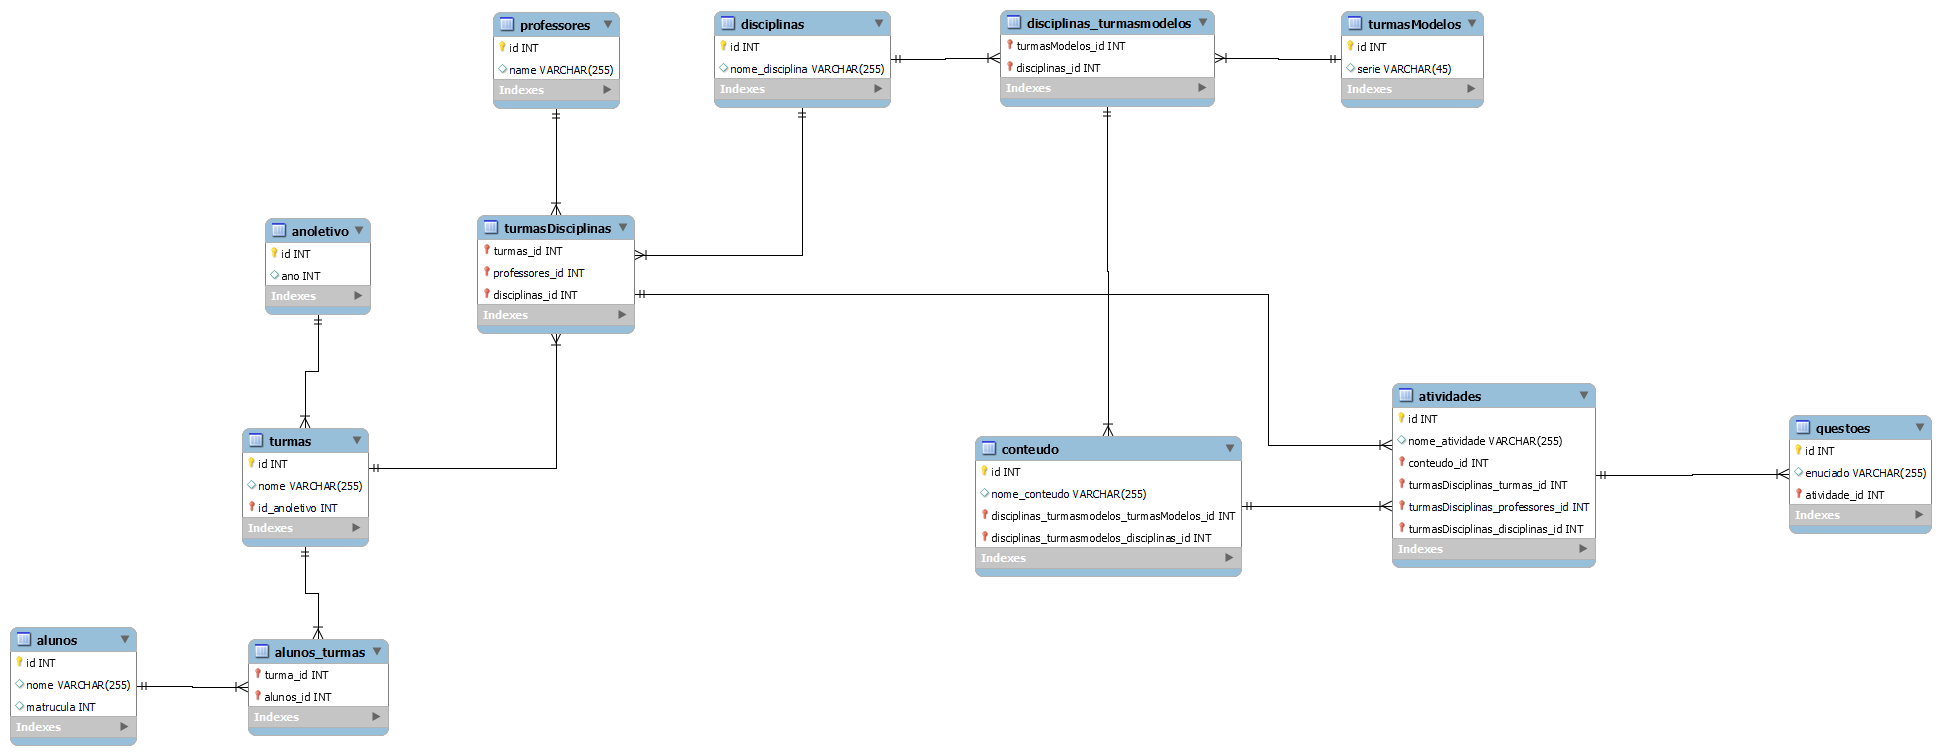 professores
id INT
name VARCHAR(255)
Indexes
disciplinas
id INT
nome_disciplina VARCHAR(255)
Indexes
disciplinas_turmasmodelos
turmasModelos_id INT
disciplinas_id INT
Indexes
turmasModelos
id INT
serie VARCHAR(45)
Indexes
anoletivo
id INT
ano INT
Indexes
turmasDisciplinas
turmas_id INT
professores_id INT
disciplinas_id INT
Indexes
turmas
id INT
nome VARCHAR(255)
id_anoletivo INT
Indexes
conteudo
id INT
nome_conteudo VARCHAR(255)
disciplinas_turmasmodelos_turmasModelos_id INT
disciplinas_turmasmodelos_disciplinas_id INT
Indexes
atividades
id INT
nome_atividade VARCHAR(255)
conteudo_id INT
turmasDisciplinas_turmas_id INT
turmasDisciplinas_professores_id INT
turmasDisciplinas_disciplinas_id INT
Indexes
questoes
id INT
enuciado VARCHAR(255)
atividade_id INT
Indexes
alunos
id INT
nome VARCHAR(255)
matrucula INT
Indexes
alunos_turmas
turma_id INT
alunos_id INT
Indexes